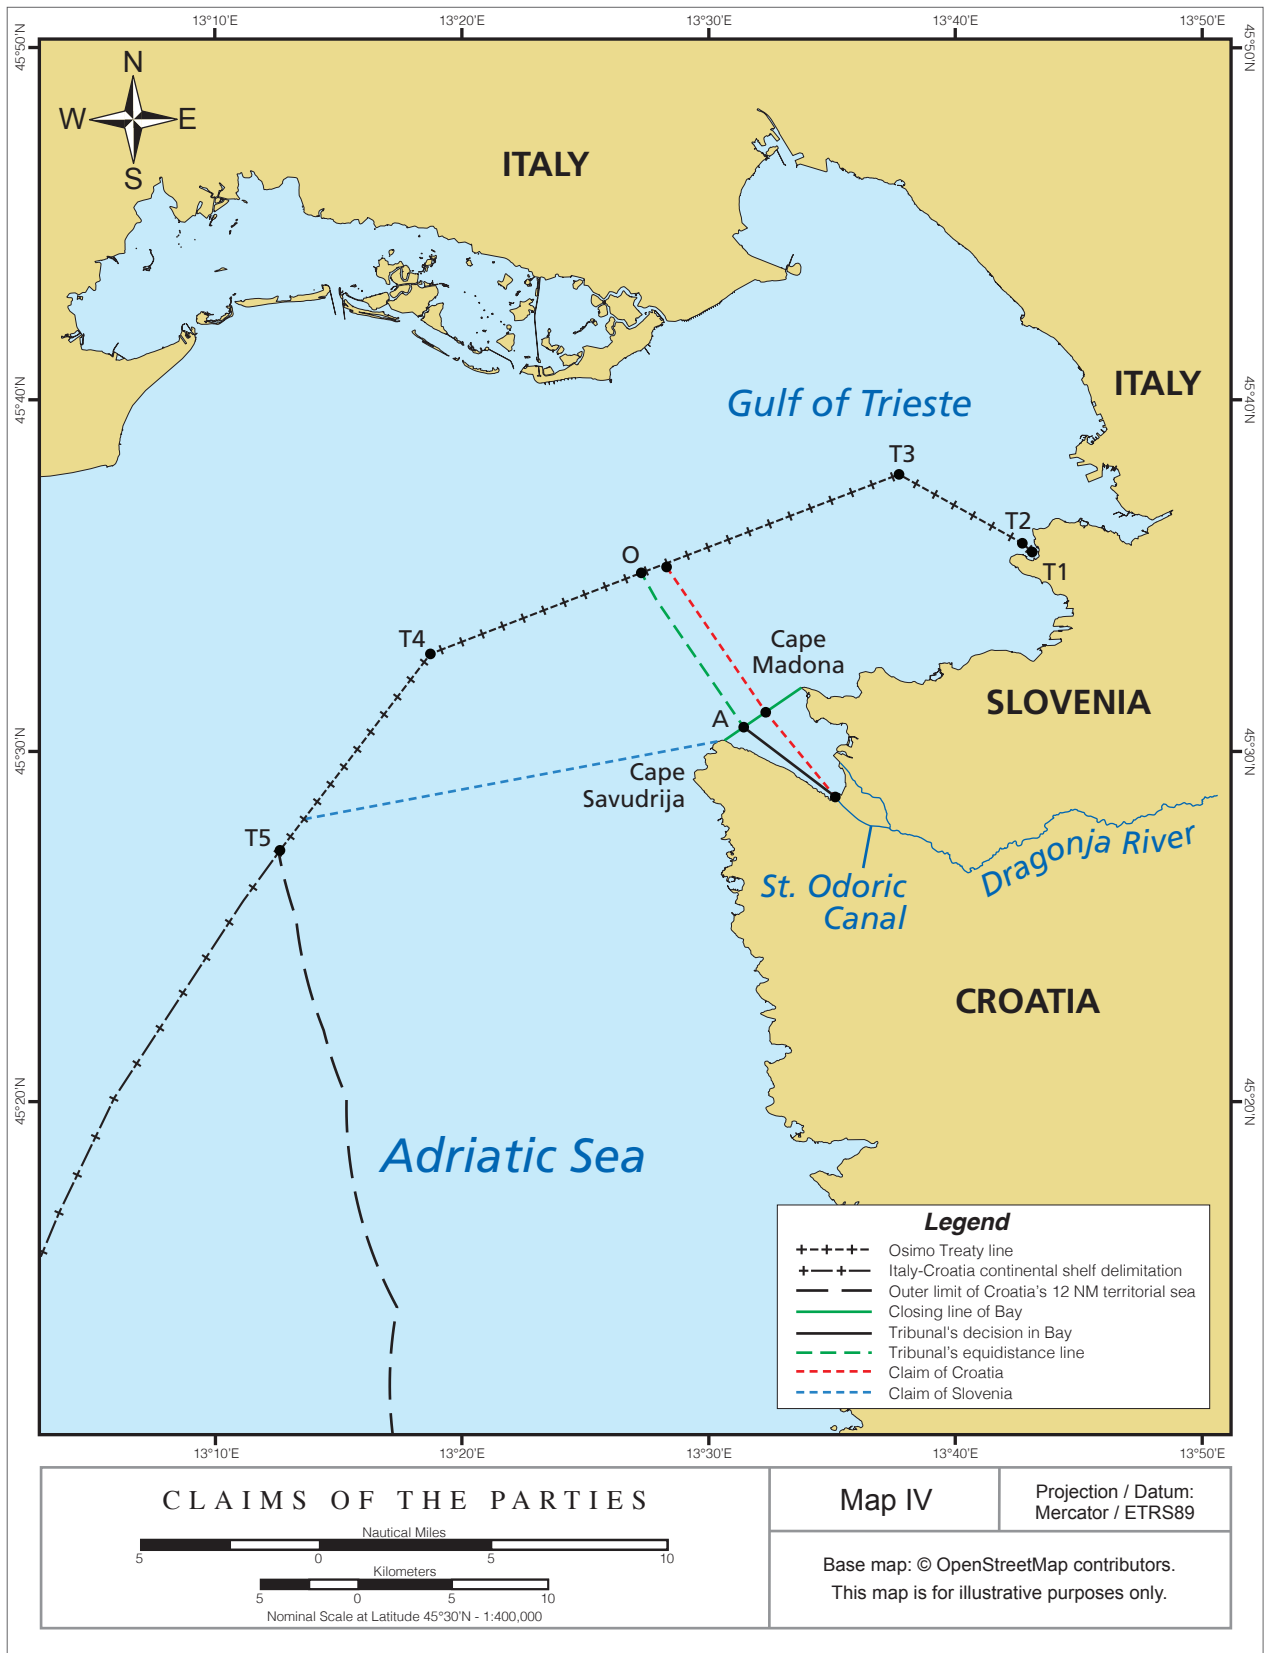 13°10'E
13°20'E
13°30'E
13°40'E
13°50'E
45°50'N
45°50'N
N
W
E
S
ITALY
45°40'N
ITALY
45°40'N
Gulf of Trieste
T3
T2
T1
O
T4
Cape
Madona
SLOVENIA
A
45°30'N
45°30'N
Cape
Savudrija
T5
Dragonja River
St. Odoric
Canal
CROATIA
45°20'N
45°20'N
Adriatic Sea
Legend
Osimo Treaty line
Italy-Croatia continental shelf delimitation
Outer limit of Croatia's 12 NM territorial sea
Closing line of Bay
Tribunal's decision in Bay
Tribunal's equidistance line
Claim of Croatia
Claim of Slovenia
13°10'E
13°20'E
13°30'E
13°40'E
13°50'E
CLAIMS OF THE PARTIES
Nautical Miles
5 0 5 10
Kilometers
5 0 5 10
Nominal Scale at Latitude 45°30'N - 1:400,000
Map IV
Projection / Datum:
Mercator / ETRS89
Base map: © OpenStreetMap contributors.
This map is for illustrative purposes only.